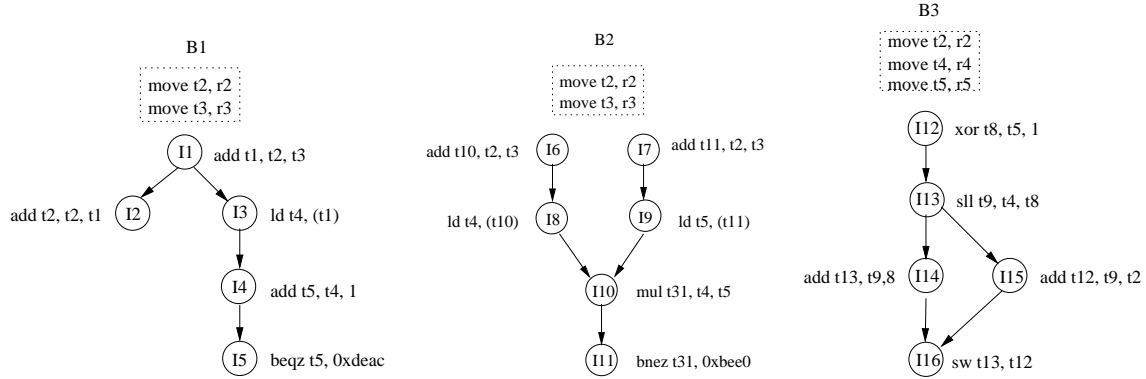 B1
move t2, r2
move t3, r3
I1
add t1, t2, t3
add t2, t2, t1
I2
I3
ld t4, (t1)
I4
add t5, t4, 1
I5
beqz t5, 0xdeac
B2
move t2, r2
move t3, r3
add t10, t2, t3
I6
I7
add t11, t2, t3
ld t4, (t10)
I8
I9
ld t5, (t11)
I10
mul t31, t4, t5
I11
bnez t31, 0xbee0
B3
move t2, r2
move t4, r4
move t5, r5
I12
xor t8, t5, 1
I13
sll t9, t4, t8
add t13, t9,8
I14
I15
add t12, t9, t2
I16
sw t13, t12